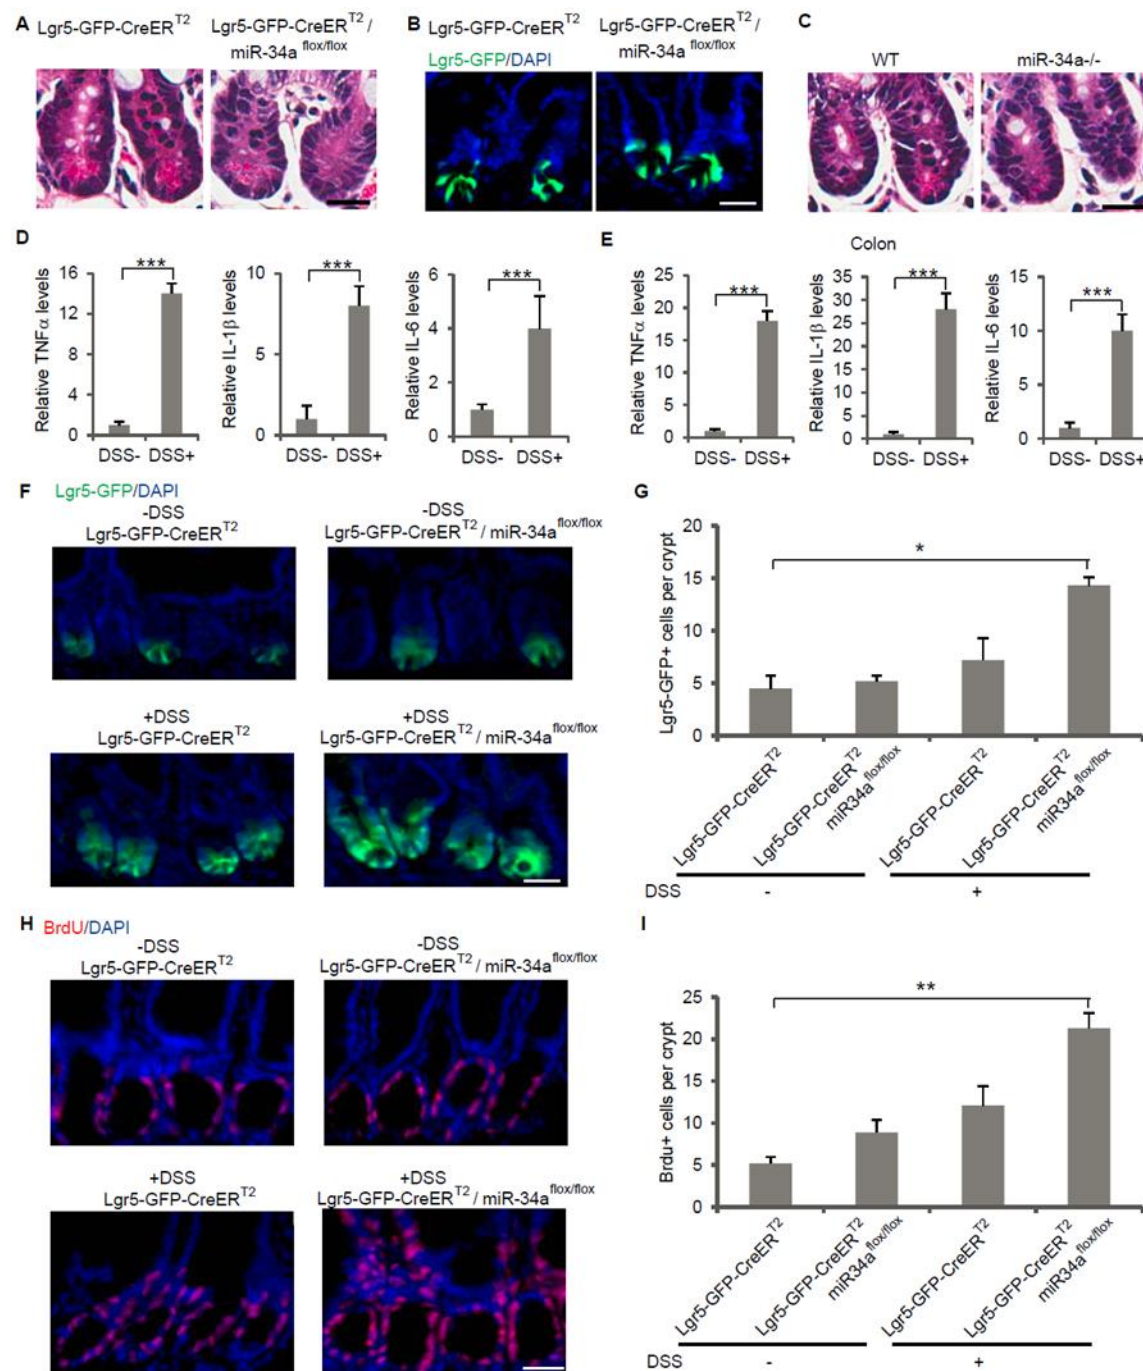 A Lgr5-GFP-CreER^T2 Lgr5-GFP-CreER^T2 /
miR-34a^flox/flox
B Lgr5-GFP-CreER^T2 Lgr5-GFP-CreER^T2 /
Lgr5-GFP/DAPI miR-34a^flox/flox
C
WT miR-34a-/-
D
Relative TNFα levels
16
12
8
4
0
DSS- DSS+
***
Relative IL-1β levels
10
5
0
DSS- DSS+
***
Relative IL-6 levels
6
4
2
0
DSS- DSS+
***
E Colon
Relative TNFα levels
25
20
15
10
5
0
DSS- DSS+
***
Relative IL-1β levels
35
30
25
20
15
10
5
0
DSS- DSS+
***
Relative IL-6 levels
15
10
5
0
DSS- DSS+
***
F Lgr5-GFP/DAPI
-DSS
Lgr5-GFP-CreER^T2
-DSS
Lgr5-GFP-CreER^T2 / miR-34a^flox/flox
+DSS
Lgr5-GFP-CreER^T2
+DSS
Lgr5-GFP-CreER^T2 / miR-34a^flox/flox
G
Lgr5-GFP+ cells per crypt
20
15
10
5
0
*
Lgr5-GFP-CreER^T2
Lgr5-GFP-CreER^T2
miR34a^flox/flox
Lgr5-GFP-CreER^T2
Lgr5-GFP-CreER^T2
miR34a^flox/flox
DSS - +
H BrdU/DAPI
-DSS
Lgr5-GFP-CreER^T2
-DSS
Lgr5-GFP-CreER^T2 / miR-34a^flox/flox
+DSS
Lgr5-GFP-CreER^T2
+DSS
Lgr5-GFP-CreER^T2 / miR-34a^flox/flox
I
Brdu+ cells per crypt
25
20
15
10
5
0
**
Lgr5-GFP-CreER^T2
Lgr5-GFP-CreER^T2
miR34a^flox/flox
Lgr5-GFP-CreER^T2
Lgr5-GFP-CreER^T2
miR34a^flox/flox
DSS - +